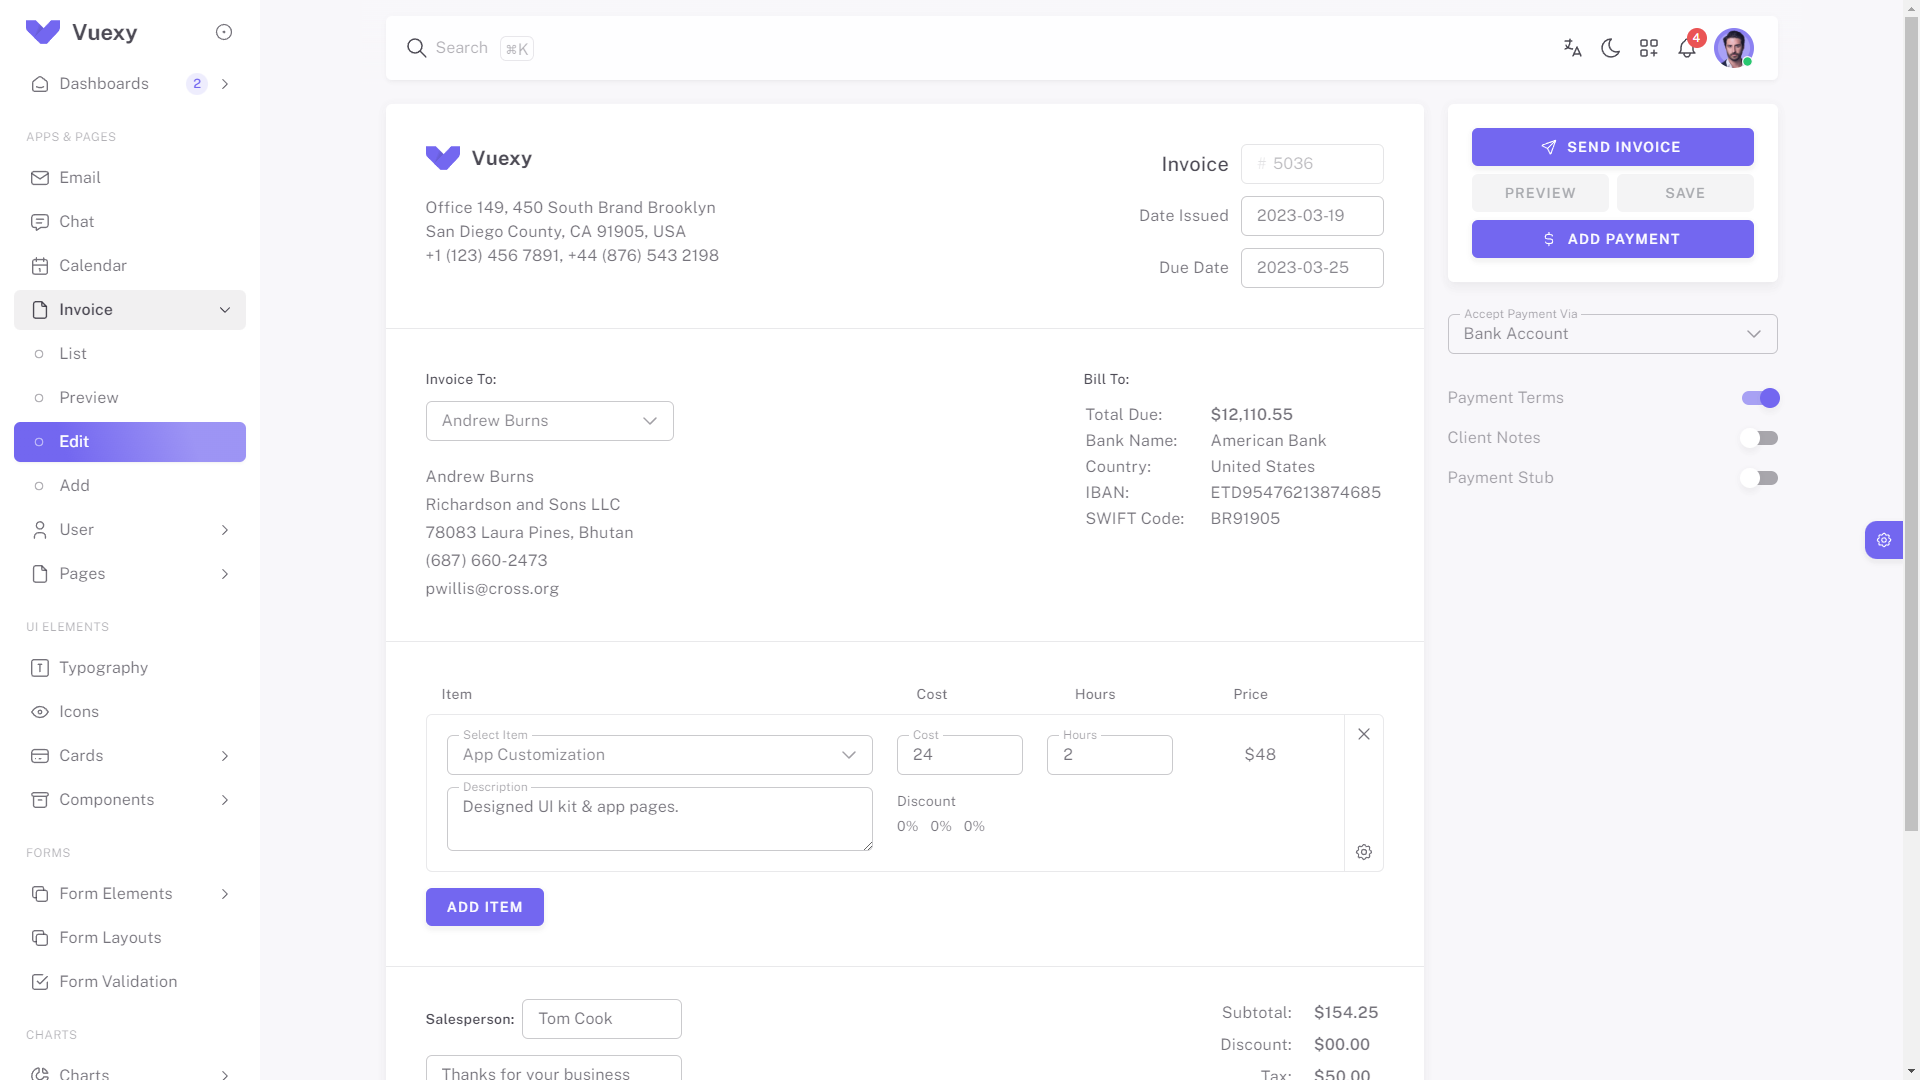 Vuexy
Dashboards 2
APPS & PAGES
Email
Chat
Calendar
Invoice
List
Preview
Edit
Add
User
Pages
UI ELEMENTS
Typography
Icons
Cards
Components
FORMS
Form Elements
Form Layouts
Form Validation
CHARTS
Charts
Search ⌘K
4
Vuexy
Office 149, 450 South Brand Brooklyn
San Diego County, CA 91905, USA
+1 (123) 456 7891, +44 (876) 543 2198
Invoice # 5036
Date Issued 2023-03-19
Due Date 2023-03-25
Invoice To:
Andrew Burns
Andrew Burns
Richardson and Sons LLC
78083 Laura Pines, Bhutan
(687) 660-2473
pwillis@cross.org
Bill To:
Total Due: $12,110.55
Bank Name: American Bank
Country: United States
IBAN: ETD95476213874685
SWIFT Code: BR91905
Item Cost Hours Price
Select Item Cost Hours
App Customization 24 2 $48
Description
Designed UI kit & app pages.
Discount
0% 0% 0%
ADD ITEM
Salesperson: Tom Cook
Thanks for your business
Subtotal: $154.25
Discount: $00.00
Tax: $50.00
SEND INVOICE
PREVIEW SAVE
$ ADD PAYMENT
Accept Payment Via
Bank Account
Payment Terms
Client Notes
Payment Stub